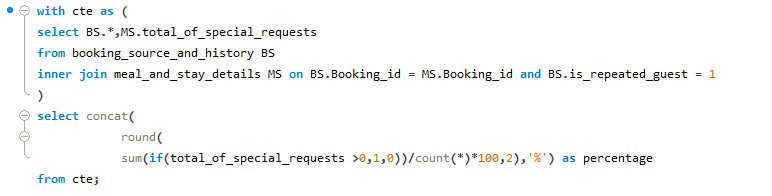 with cte as (
select BS.*,MS.total_of_special_requests
from booking_source_and_history BS
inner join meal_and_stay_details MS on BS.Booking_id = MS.Booking_id and BS.is_repeated_guest = 1
)
select concat(
round(
sum(if(total_of_special_requests >0,1,0))/count(*)*100,2),'%') as percentage
from cte;